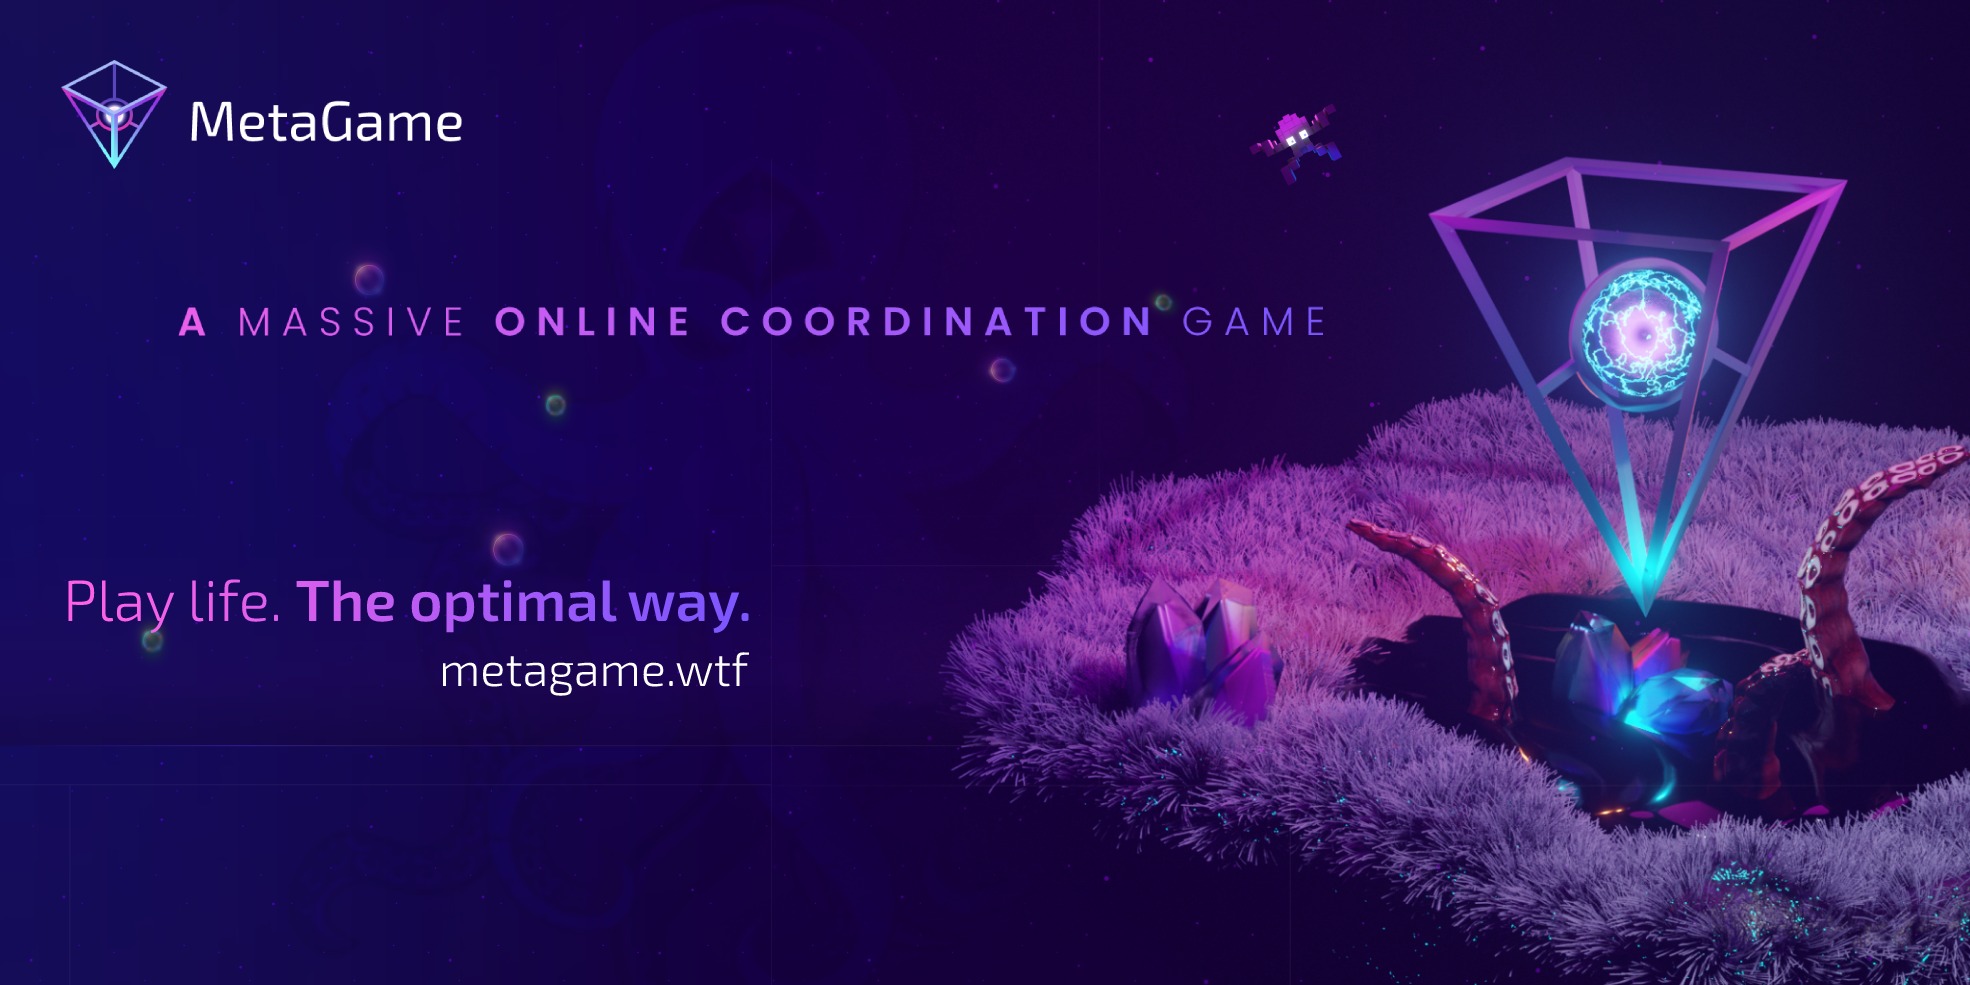 MetaGame
A MASSIVE ONLINE COORDINATION GAME
Play life. The optimal way.
metagame.wtf